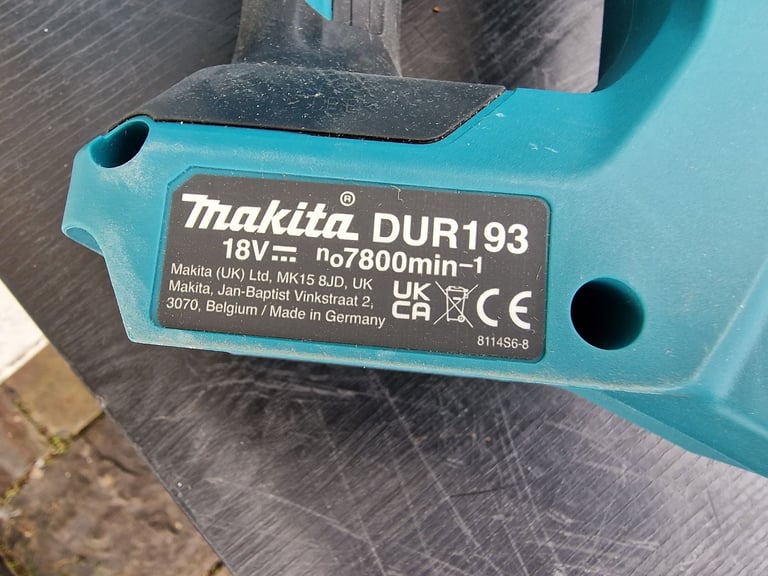 makita® DUR193
18V⎓ n₀7800min⁻¹
Makita (UK) Ltd, MK15 8JD, UK
Makita, Jan-Baptist Vinkstraat 2,
3070, Belgium / Made in Germany
UK
CA
CE
8114S6-8